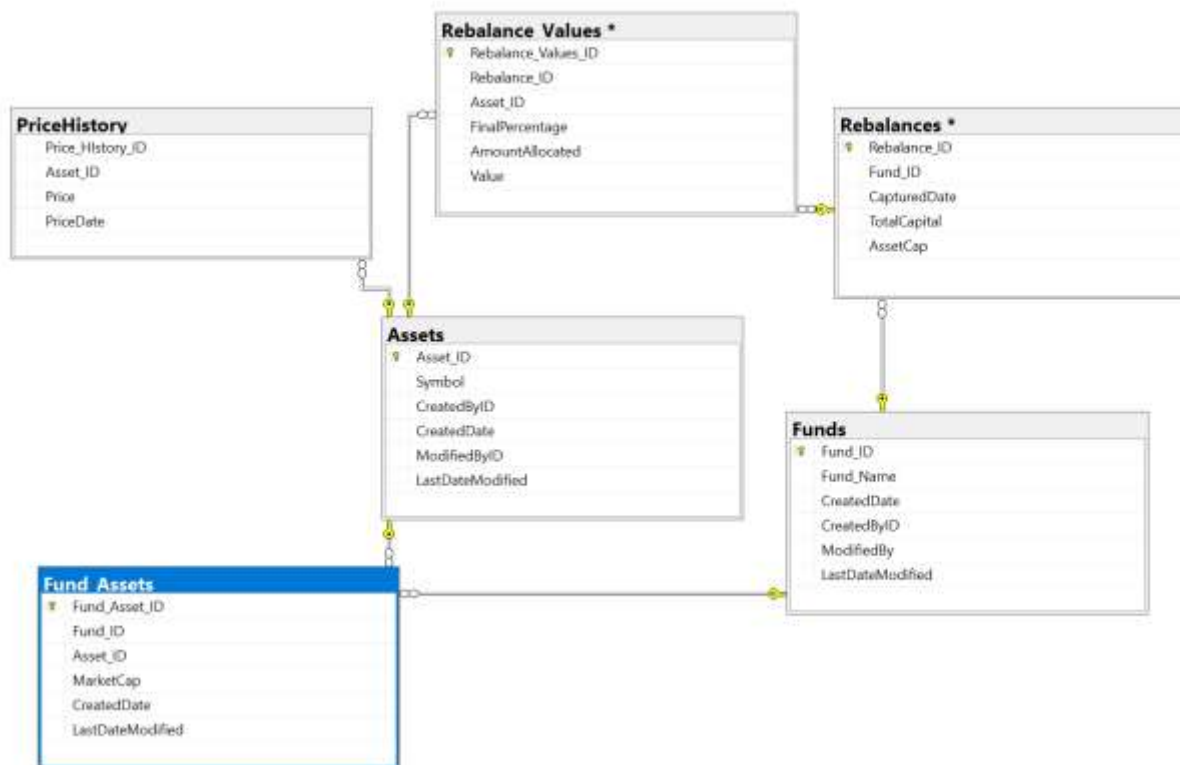 Rebalance_Values *
Rebalance_Values_ID
Rebalance_ID
Asset_ID
FinalPercentage
AmountAllocated
Value
PriceHistory
Price_HIstory_ID
Asset_ID
Price
PriceDate
Rebalances *
Rebalance_ID
Fund_ID
CapturedDate
TotalCapital
AssetCap
Assets
Asset_ID
Symbol
CreatedByID
CreatedDate
ModifiedByID
LastDateModified
Funds
Fund_ID
Fund_Name
CreatedDate
CreatedByID
ModifiedBy
LastDateModified
Fund_Assets
Fund_Asset_ID
Fund_ID
Asset_ID
MarketCap
CreatedDate
LastDateModified